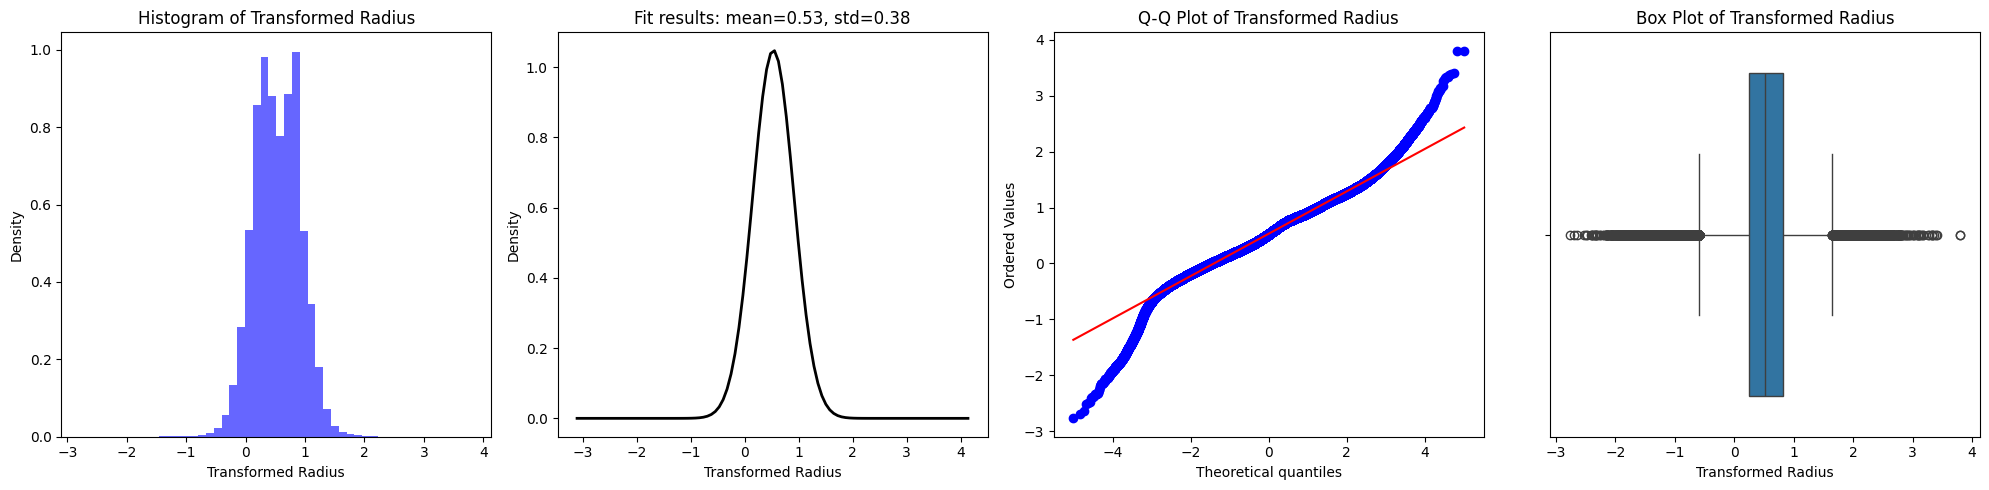 Histogram of Transformed Radius
1.0
0.8
0.6
0.4
0.2
0.0
Density
−3 −2 −1 0 1 2 3 4
Transformed Radius
Fit results: mean=0.53, std=0.38
1.0
0.8
0.6
0.4
0.2
0.0
Density
−3 −2 −1 0 1 2 3 4
Transformed Radius
Q-Q Plot of Transformed Radius
4
3
2
1
0
−1
−2
−3
Ordered Values
−4 −2 0 2 4
Theoretical quantiles
Box Plot of Transformed Radius
−3 −2 −1 0 1 2 3 4
Transformed Radius